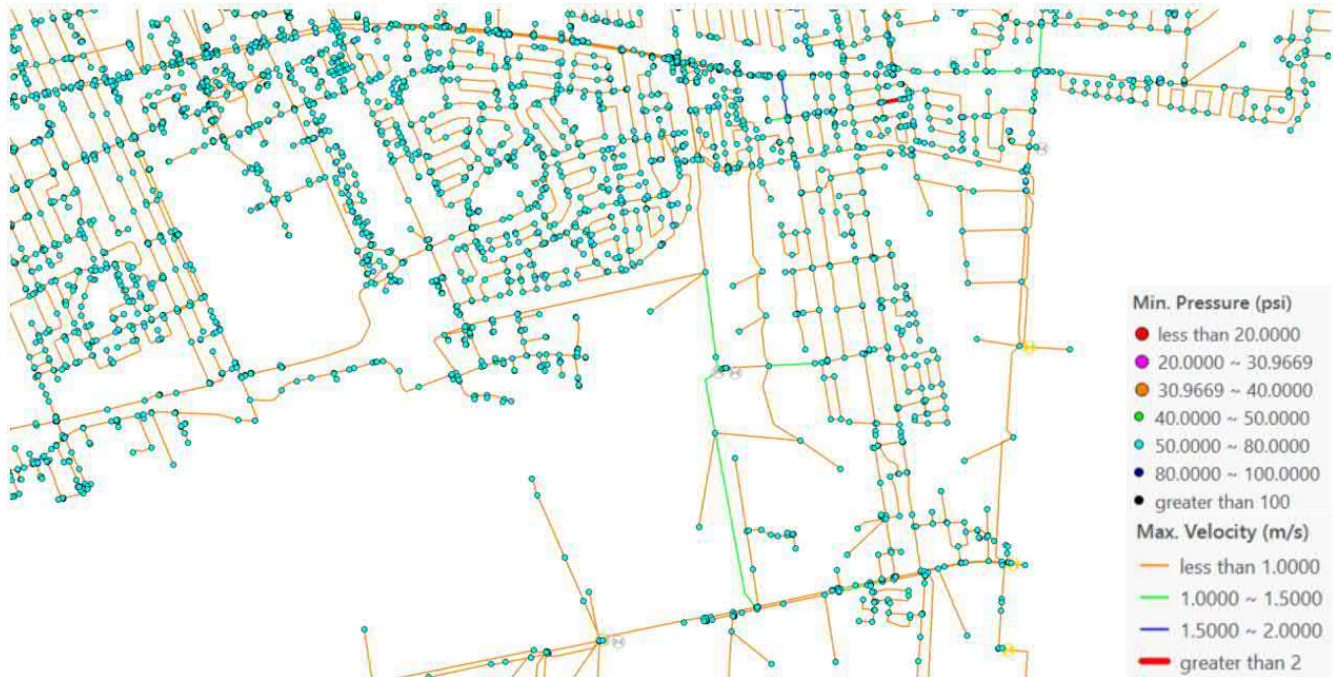 Min. Pressure (psi)
less than 20.0000
20.0000 ~ 30.9669
30.9669 ~ 40.0000
40.0000 ~ 50.0000
50.0000 ~ 80.0000
80.0000 ~ 100.0000
greater than 100
Max. Velocity (m/s)
less than 1.0000
1.0000 ~ 1.5000
1.5000 ~ 2.0000
greater than 2